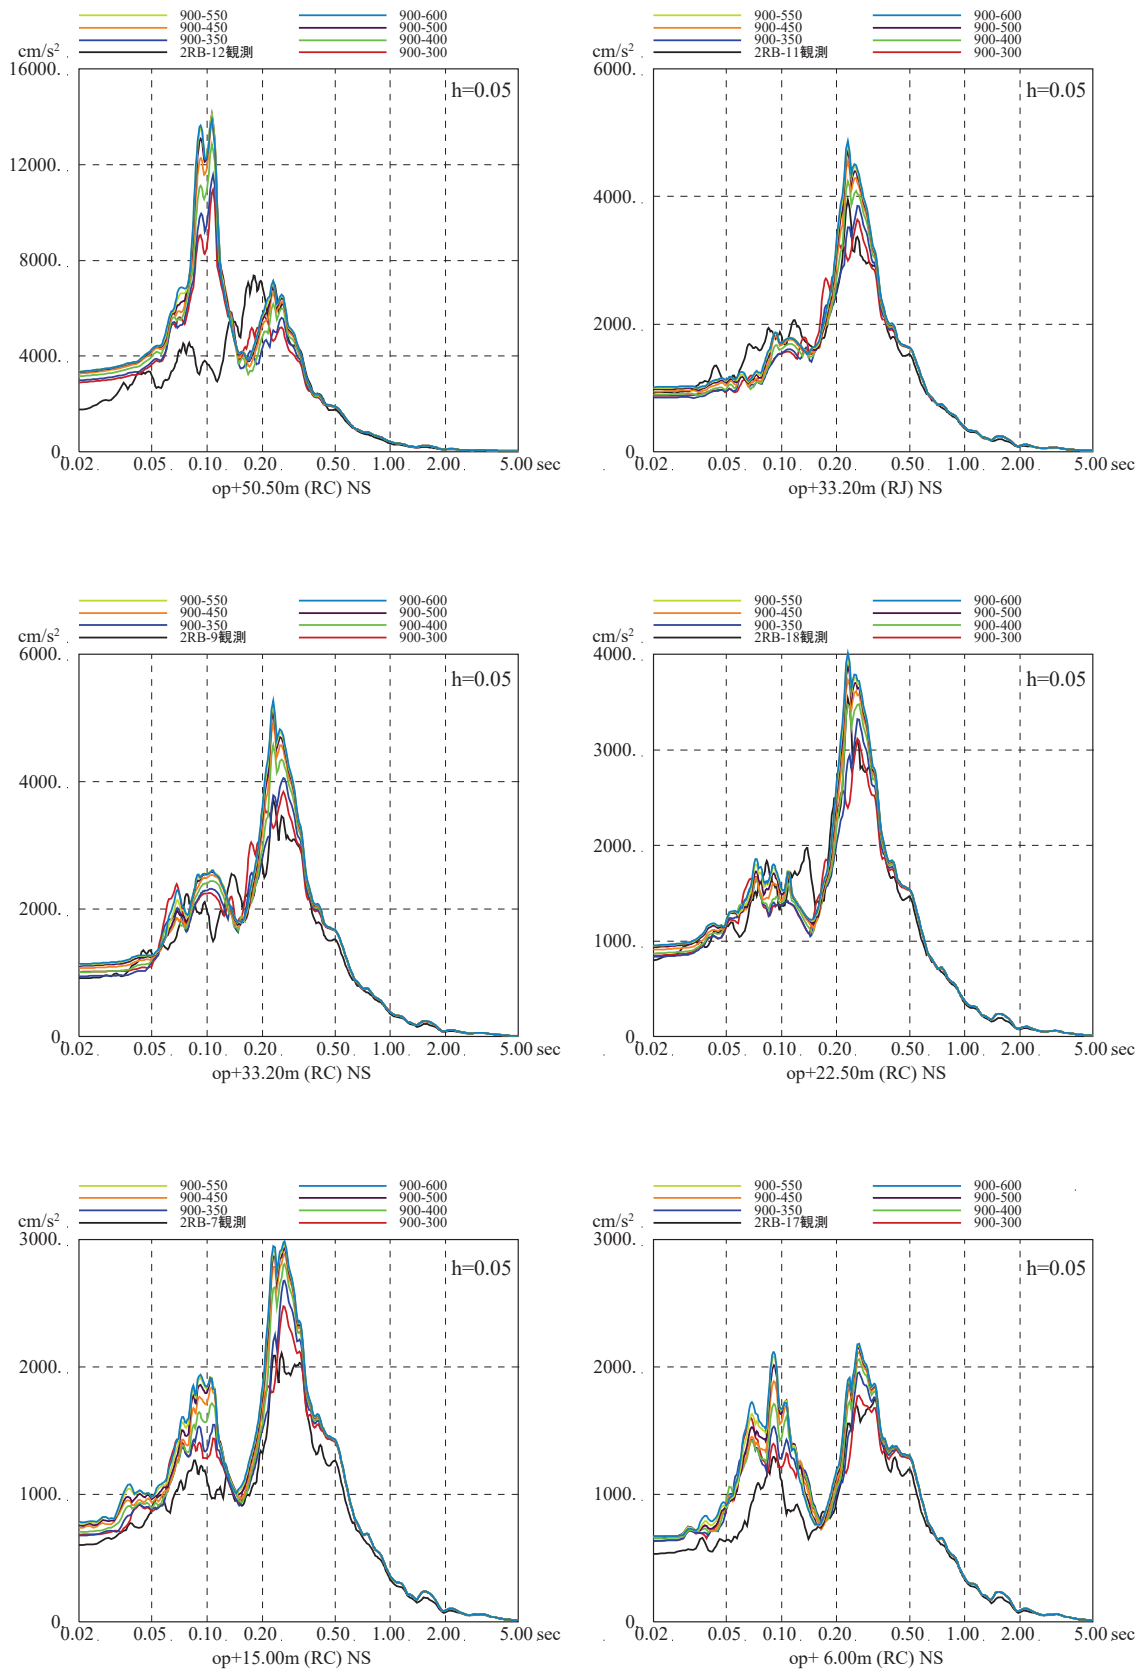 900-550 900-600
900-450 900-500
900-350 900-400
2RB-12観測 900-300
cm/s²
h=0.05
16000.
12000.
8000.
4000.
0.
0.02 0.05 0.10 0.20 0.50 1.00 2.00 5.00 sec
op+50.50m (RC) NS
900-550 900-600
900-450 900-500
900-350 900-400
2RB-11観測 900-300
cm/s²
h=0.05
6000.
4000.
2000.
0.
0.02 0.05 0.10 0.20 0.50 1.00 2.00 5.00 sec
op+33.20m (RJ) NS
900-550 900-600
900-450 900-500
900-350 900-400
2RB-9観測 900-300
cm/s²
h=0.05
6000.
4000.
2000.
0.
0.02 0.05 0.10 0.20 0.50 1.00 2.00 5.00 sec
op+33.20m (RC) NS
900-550 900-600
900-450 900-500
900-350 900-400
2RB-18観測 900-300
cm/s²
h=0.05
4000.
3000.
2000.
1000.
0.
0.02 0.05 0.10 0.20 0.50 1.00 2.00 5.00 sec
op+22.50m (RC) NS
900-550 900-600
900-450 900-500
900-350 900-400
2RB-7観測 900-300
cm/s²
h=0.05
3000.
2000.
1000.
0.
0.02 0.05 0.10 0.20 0.50 1.00 2.00 5.00 sec
op+15.00m (RC) NS
900-550 900-600
900-450 900-500
900-350 900-400
2RB-17観測 900-300
cm/s²
h=0.05
3000.
2000.
1000.
0.
0.02 0.05 0.10 0.20 0.50 1.00 2.00 5.00 sec
op+ 6.00m (RC) NS